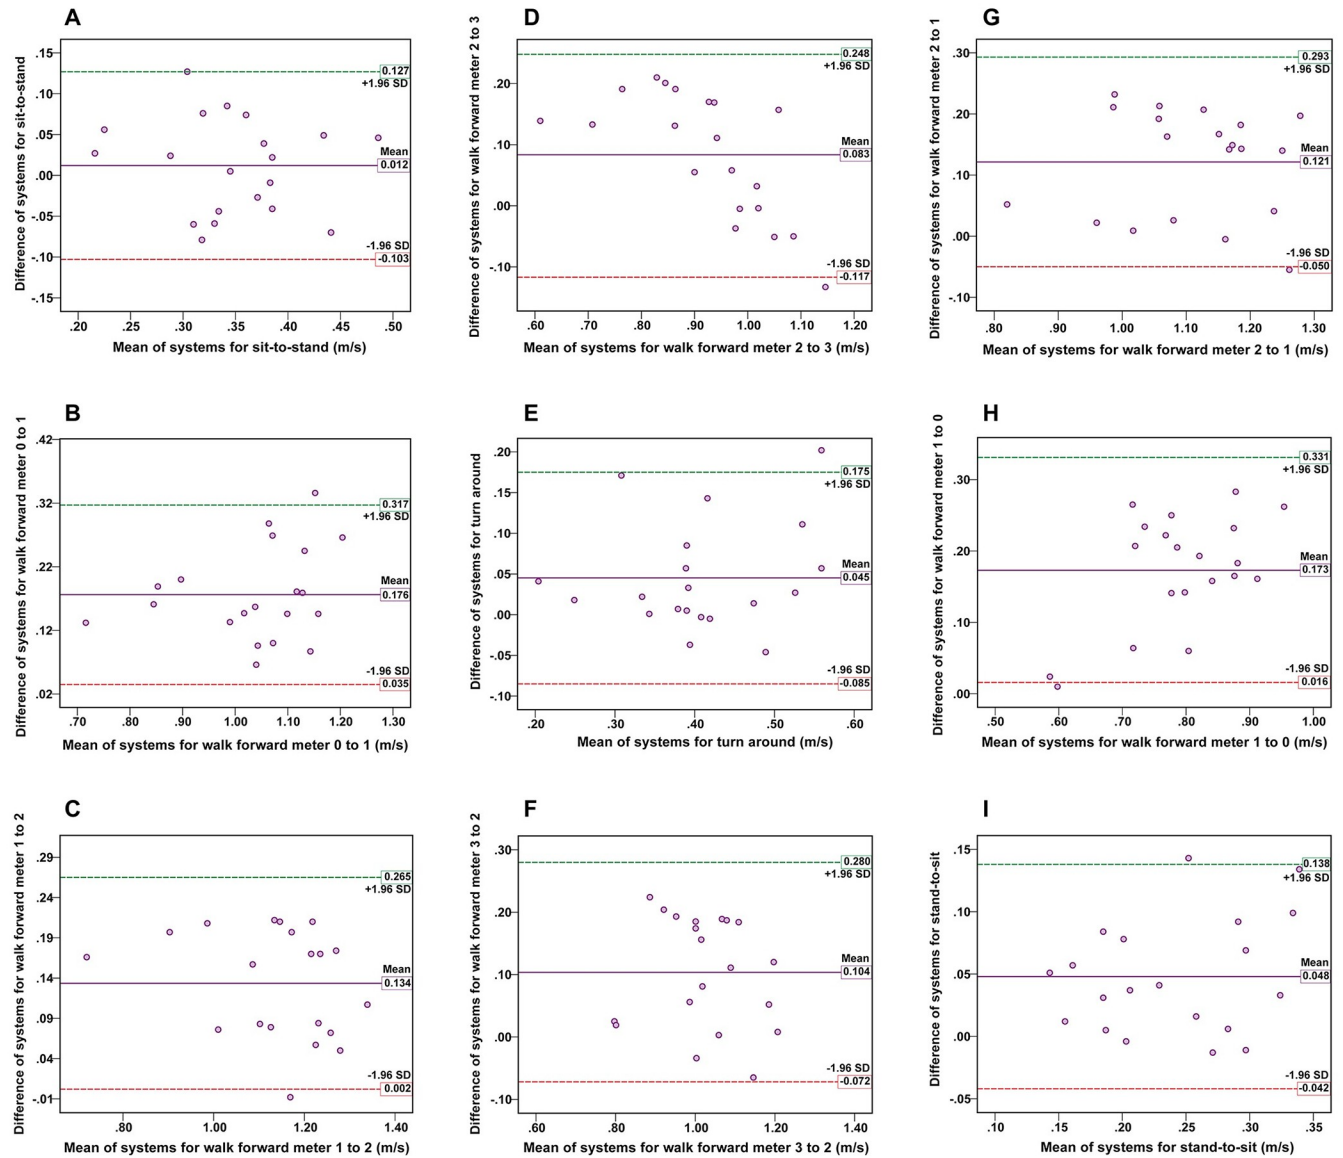 A
Difference of systems for sit-to-stand
.15
.10
.05
.00
-.05
-.10
-.15
0.127
+1.96 SD
Mean
0.012
-1.96 SD
-0.103
.20 .25 .30 .35 .40 .45 .50
Mean of systems for sit-to-stand (m/s)
D
Difference of systems for walk forward meter 2 to 3
.20
.10
.00
-.10
0.248
+1.96 SD
Mean
0.083
-1.96 SD
-0.117
.60 .70 .80 .90 1.00 1.10 1.20
Mean of systems for walk forward meter 2 to 3 (m/s)
G
Difference of systems for walk forward meter 2 to 1
.30
.20
.10
.00
-.10
0.293
+1.96 SD
Mean
0.121
-1.96 SD
-0.050
.80 .90 1.00 1.10 1.20 1.30
Mean of systems for walk forward meter 2 to 1 (m/s)
B
Difference of systems for walk forward meter 0 to 1
.42
.32
.22
.12
.02
0.317
+1.96 SD
Mean
0.176
-1.96 SD
0.035
.70 .80 .90 1.00 1.10 1.20 1.30
Mean of systems for walk forward meter 0 to 1 (m/s)
E
Difference of systems for turn around
.20
.15
.10
.05
.00
-.05
-.10
0.175
+1.96 SD
Mean
0.045
-1.96 SD
-0.085
.20 .30 .40 .50 .60
Mean of systems for turn around (m/s)
H
Difference of systems for walk forward meter 1 to 0
.30
.20
.10
.00
0.331
+1.96 SD
Mean
0.173
-1.96 SD
0.016
.50 .60 .70 .80 .90 1.00
Mean of systems for walk forward meter 1 to 0 (m/s)
C
Difference of systems for walk forward meter 1 to 2
.29
.24
.19
.14
.09
.04
-.01
0.265
+1.96 SD
Mean
0.134
-1.96 SD
0.002
.80 1.00 1.20 1.40
Mean of systems for walk forward meter 1 to 2 (m/s)
F
Difference of systems for walk forward meter 3 to 2
.30
.20
.10
.00
-.10
0.280
+1.96 SD
Mean
0.104
-1.96 SD
-0.072
.60 .80 1.00 1.20 1.40
Mean of systems for walk forward meter 3 to 2 (m/s)
I
Difference of systems for stand-to-sit
.15
.10
.05
.00
-.05
0.138
+1.96 SD
Mean
0.048
-1.96 SD
-0.042
.10 .15 .20 .25 .30 .35
Mean of systems for stand-to-sit (m/s)